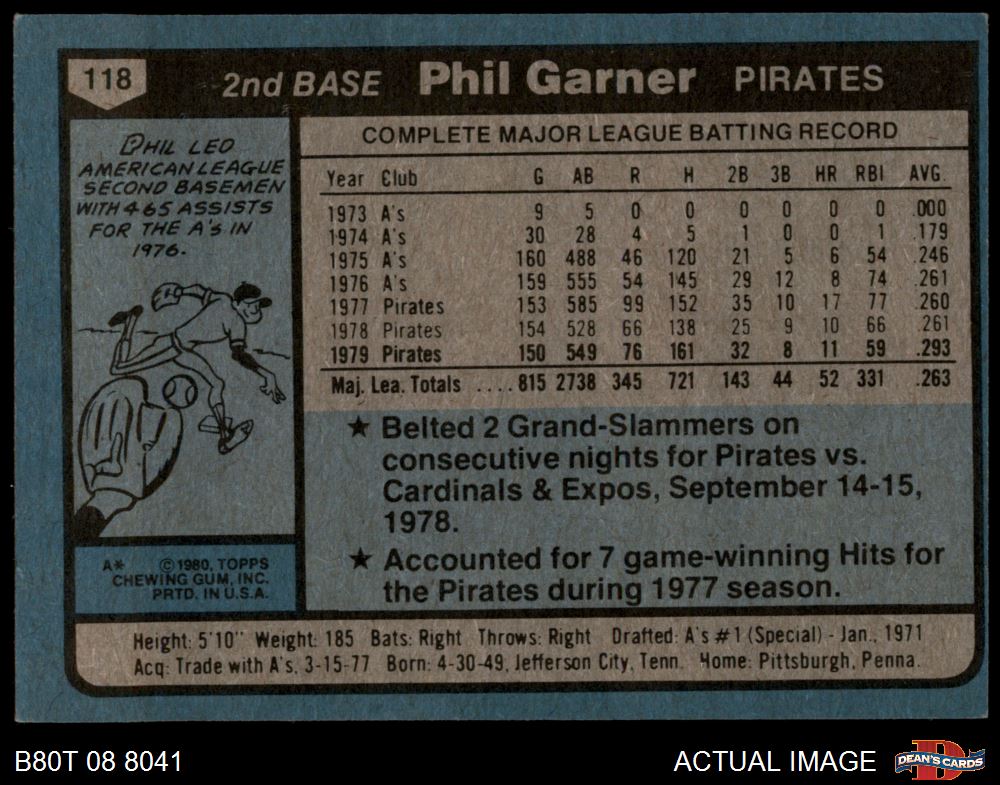 118 2nd BASE Phil Garner PIRATES
PHIL LED
AMERICAN LEAGUE
SECOND BASEMEN
WITH 465 ASSISTS
FOR THE A's IN
1976.
COMPLETE MAJOR LEAGUE BATTING RECORD
Year Club G AB R H 2B 3B HR RBI AVG.
1973 A's 9 5 0 0 0 0 0 0 .000
1974 A's 30 28 4 5 1 0 0 1 .179
1975 A's 160 488 46 120 21 5 6 54 .246
1976 A's 159 555 54 145 29 12 8 74 .261
1977 Pirates 153 585 99 152 35 10 17 77 .260
1978 Pirates 154 528 66 138 25 9 10 66 .261
1979 Pirates 150 549 76 161 32 8 11 59 .293
Maj. Lea. Totals ....815 2738 345 721 143 44 52 331 .263
★ Belted 2 Grand-Slammers on
consecutive nights for Pirates vs.
Cardinals & Expos, September 14-15,
1978.
★ Accounted for 7 game-winning Hits for
the Pirates during 1977 season.
A* ©1980, TOPPS
CHEWING GUM, INC.
PRTD. IN U.S.A.
Height: 5'10" Weight: 185 Bats: Right Throws: Right Drafted: A's #1 (Special) - Jan., 1971
Acq: Trade with A's, 3-15-77 Born: 4-30-49, Jefferson City, Tenn. Home: Pittsburgh, Penna.
B80T 08 8041 ACTUAL IMAGE DEAN'S CARDS